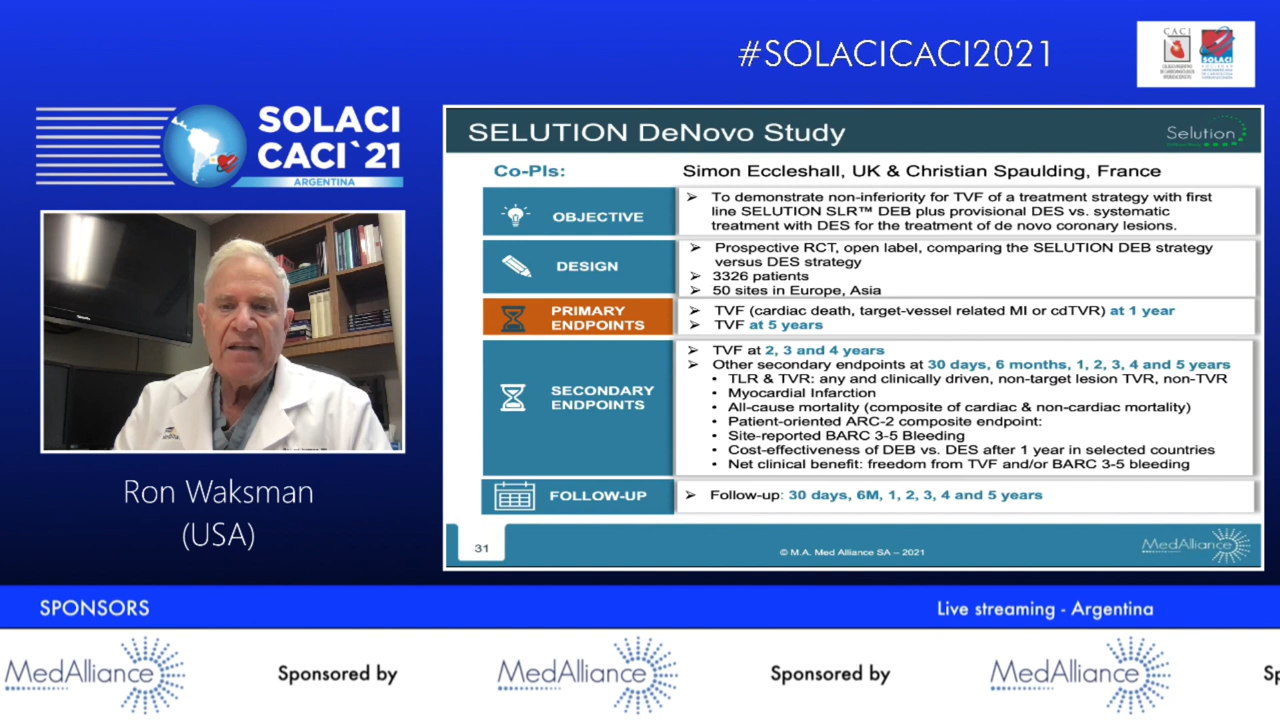 #SOLACICACI2021
CACI
SOLACI
SOLACI
CACI`21
ARGENTINA
Ron Waksman
(USA)
SELUTION DeNovo Study
Selution
Co-PIs:
Simon Eccleshall, UK & Christian Spaulding, France
OBJECTIVE
➢ To demonstrate non-inferiority for TVF of a treatment strategy with first
line SELUTION SLR™ DEB plus provisional DES vs. systematic
treatment with DES for the treatment of de novo coronary lesions.
DESIGN
➢ Prospective RCT, open label, comparing the SELUTION DEB strategy
versus DES strategy
➢ 3326 patients
➢ 50 sites in Europe, Asia
PRIMARY
ENDPOINTS
➢ TVF (cardiac death, target-vessel related MI or cdTVR) at 1 year
➢ TVF at 5 years
SECONDARY
ENDPOINTS
➢ TVF at 2, 3 and 4 years
➢ Other secondary endpoints at 30 days, 6 months, 1, 2, 3, 4 and 5 years
• TLR & TVR: any and clinically driven, non-target lesion TVR, non-TVR
• Myocardial Infarction
• All-cause mortality (composite of cardiac & non-cardiac mortality)
• Patient-oriented ARC-2 composite endpoint:
• Site-reported BARC 3-5 Bleeding
• Cost-effectiveness of DEB vs. DES after 1 year in selected countries
• Net clinical benefit: freedom from TVF and/or BARC 3-5 bleeding
FOLLOW-UP
➢ Follow-up: 30 days, 6M, 1, 2, 3, 4 and 5 years
31
© M.A. Med Alliance SA – 2021
MedAlliance
SPONSORS
Live streaming - Argentina
MedAlliance
Sponsored by
MedAlliance
Sponsored by
MedAlliance
Sp